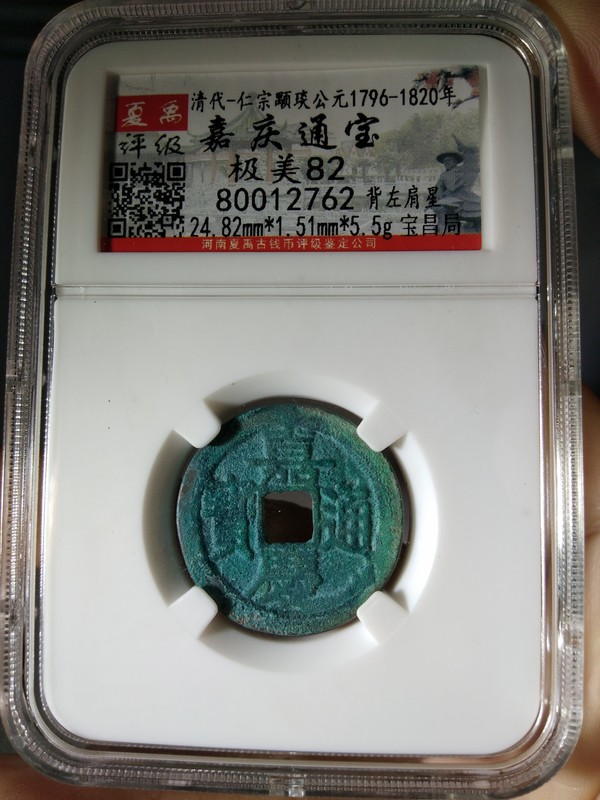 清代-仁宗颙琰公元1796-1820年
夏禹
评级
嘉庆通宝
极美82
80012762 背左肩星
24.82mm*1.51mm*5.5g 宝昌局
河南夏禹古钱币评级鉴定公司
嘉慶通寶